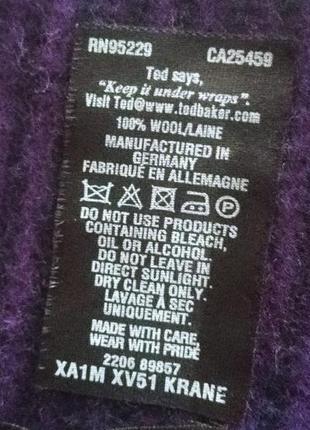 RN95229 CA25459
Ted says,
"Keep it under wraps".
Visit Ted@www.tedbaker.com
100% WOOL/LAINE
MANUFACTURED IN
GERMANY
FABRIQUÉ EN ALLEMAGNE
P
DO NOT USE PRODUCTS
CONTAINING BLEACH,
OIL OR ALCOHOL.
DO NOT LEAVE IN
DIRECT SUNLIGHT.
DRY CLEAN ONLY.
LAVAGE À SEC
UNIQUEMENT.
MADE WITH CARE,
WEAR WITH PRIDE
2206 89857
XA1M XV51 KRANE